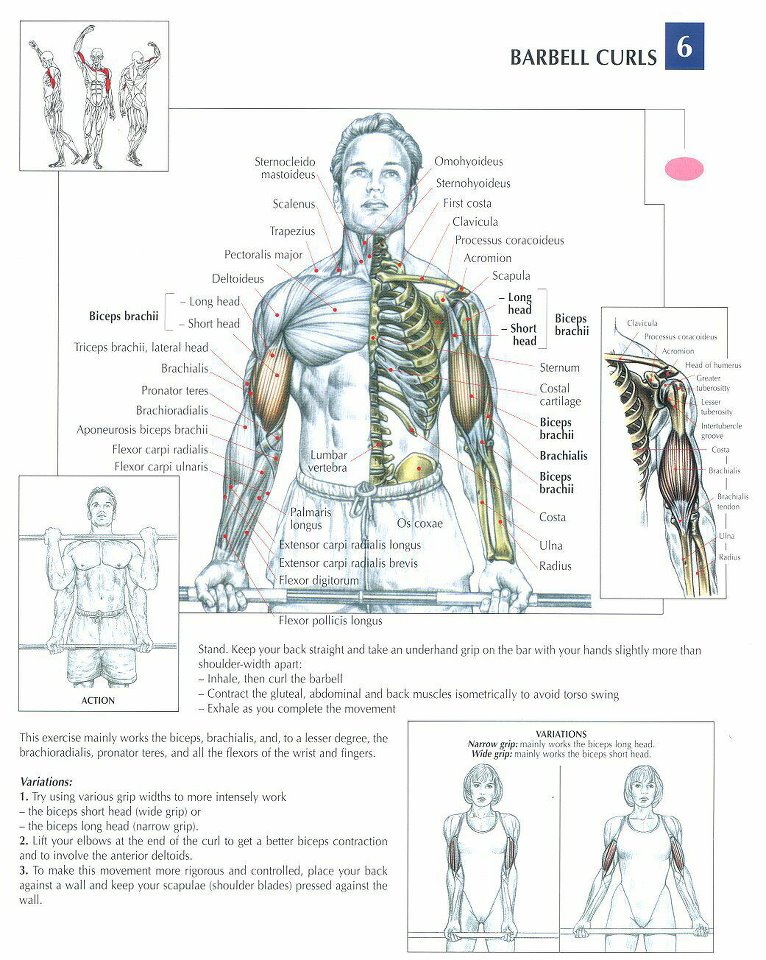 BARBELL CURLS 6
Sternocleido
mastoideus
Scalenus
Trapezius
Pectoralis major
Deltoideus
Biceps brachii
– Long head
– Short head
Triceps brachii, lateral head
Brachialis
Pronator teres
Brachioradialis
Aponeurosis biceps brachii
Flexor carpi radialis
Flexor carpi ulnaris
Omohyoideus
Sternohyoideus
First costa
Clavicula
Processus coracoideus
Acromion
Scapula
– Long
head
– Short
head
Biceps
brachii
Sternum
Costal
cartilage
Biceps
brachii
Brachialis
Biceps
brachii
Costa
Ulna
Radius
Lumbar
vertebra
Os coxae
Palmaris
longus
Extensor carpi radialis longus
Extensor carpi radialis brevis
Flexor digitorum
Flexor pollicis longus
Clavicula
Processus coracoideus
Acromion
Head of humerus
Greater
tuberositty
Lesser
tuberosity
Intertubercle
groove
Costa
Brachialis
Brachialis
tendon
Ulna
Radius
ACTION
Stand. Keep your back straight and take an underhand grip on the bar with your hands slightly more than
shoulder-width apart:
– Inhale, then curl the barbell
– Contract the gluteal, abdominal and back muscles isometrically to avoid torso swing
– Exhale as you complete the movement
This exercise mainly works the biceps, brachialis, and, to a lesser degree, the
brachioradialis, pronator teres, and all the flexors of the wrist and fingers.
Variations:
1. Try using various grip widths to more intensely work
– the biceps short head (wide grip) or
– the biceps long head (narrow grip).
2. Lift your elbows at the end of the curl to get a better biceps contraction
and to involve the anterior deltoids.
3. To make this movement more rigorous and controlled, place your back
against a wall and keep your scapulae (shoulder blades) pressed against the
wall.
VARIATIONS
Narrow grip: mainly works the biceps long head.
Wide grip: mainly works the biceps short head.